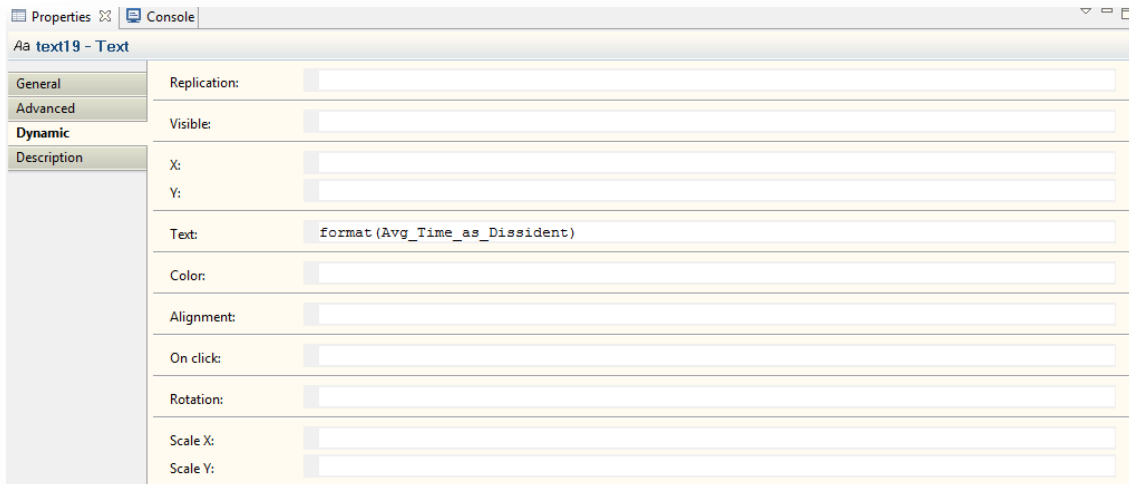 Properties Console
Aa text19 - Text
General
Advanced
Dynamic
Description
Replication:
Visible:
X:
Y:
Text: format(Avg_Time_as_Dissident)
Color:
Alignment:
On click:
Rotation:
Scale X:
Scale Y: